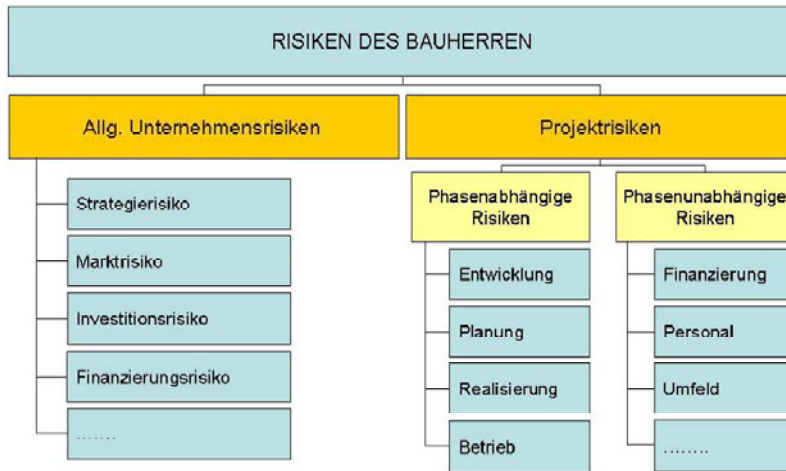 RISIKEN DES BAUHERREN
Allg. Unternehmensrisiken
Strategierisiko
Marktrisiko
Investitionsrisiko
Finanzierungsrisiko
.......
Projektrisiken
Phasenabhängige
Risiken
Entwicklung
Planung
Realisierung
Betrieb
Phasenunabhängige
Risiken
Finanzierung
Personal
Umfeld
........